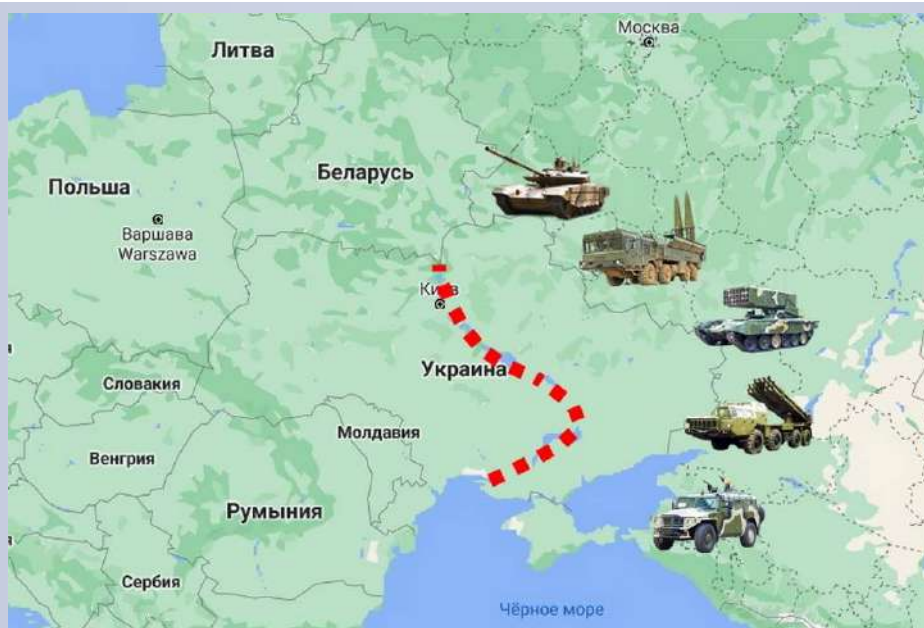 Москва
Литва
Беларусь
Польша
Варшава
Warszawa
Украина
Словакия
Молдавия
Венгрия
Румыния
Сербия
Чёрное море